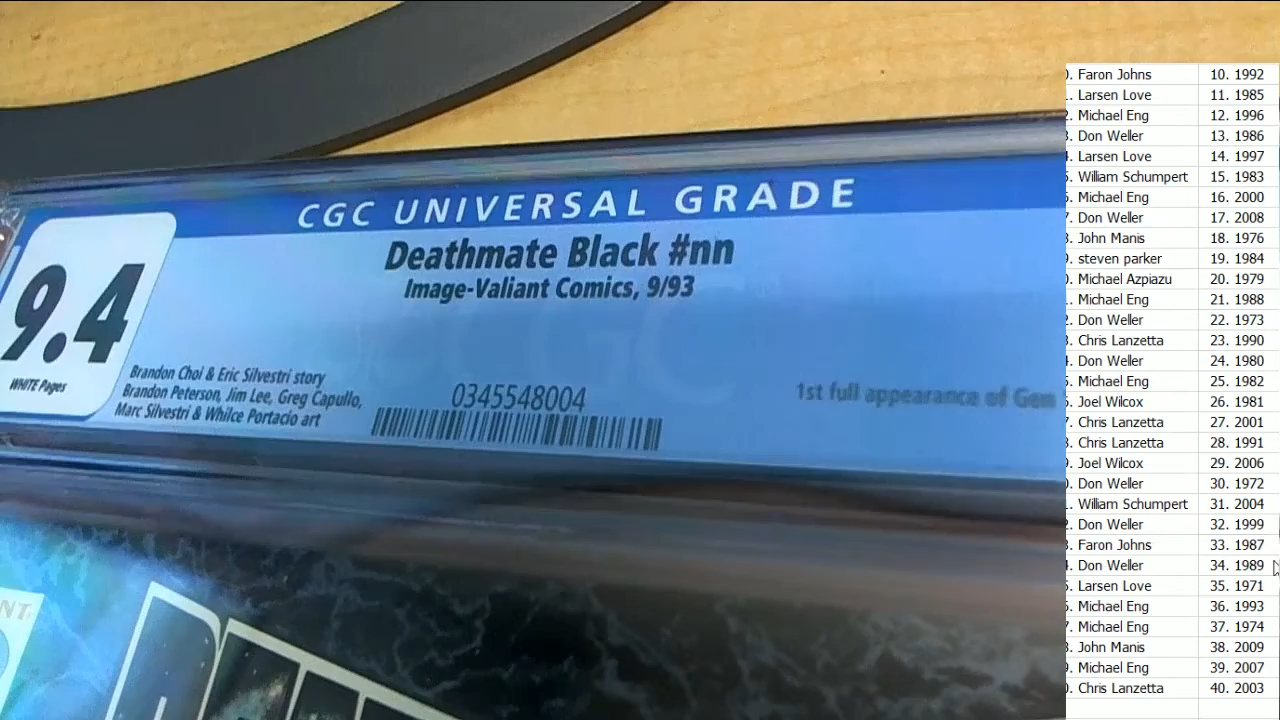 CGC UNIVERSAL GRADE
Deathmate Black #nn
Image-Valiant Comics, 9/93
9.4
WHITE Pages
Brandon Choi & Eric Silvestri story
Brandon Peterson, Jim Lee, Greg Capullo,
Marc Silvestri & Whilce Portacio art
0345548004
1st full appearance of Gen
NT.
. Faron Johns 10. 1992
. Larsen Love 11. 1985
. Michael Eng 12. 1996
. Don Weller 13. 1986
. Larsen Love 14. 1997
. William Schumpert 15. 1983
. Michael Eng 16. 2000
. Don Weller 17. 2008
. John Manis 18. 1976
. steven parker 19. 1984
. Michael Azpiazu 20. 1979
. Michael Eng 21. 1988
. Don Weller 22. 1973
. Chris Lanzetta 23. 1990
. Don Weller 24. 1980
. Michael Eng 25. 1982
. Joel Wilcox 26. 1981
. Chris Lanzetta 27. 2001
. Chris Lanzetta 28. 1991
. Joel Wilcox 29. 2006
. Don Weller 30. 1972
. William Schumpert 31. 2004
. Don Weller 32. 1999
. Faron Johns 33. 1987
. Don Weller 34. 1989
. Larsen Love 35. 1971
. Michael Eng 36. 1993
. Michael Eng 37. 1974
. John Manis 38. 2009
. Michael Eng 39. 2007
. Chris Lanzetta 40. 2003